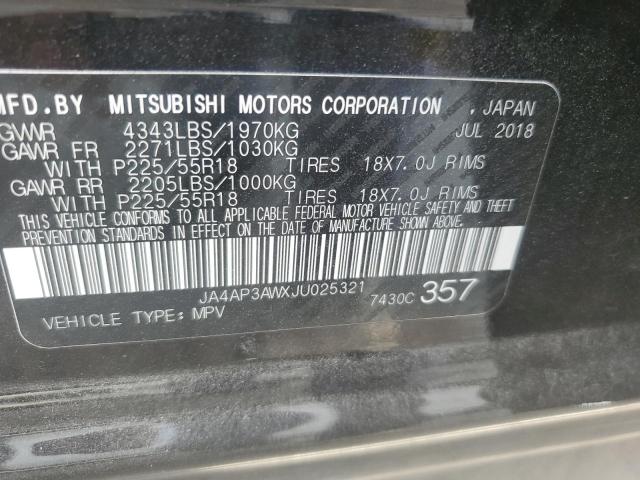 MFD.BY MITSUBISHI MOTORS CORPORATION , JAPAN
GVWR 4343LBS/1970KG JUL 2018
GAWR FR 2271LBS/1030KG
WITH P225/55R18 TIRES 18X7.0J RIMS
GAWR RR 2205LBS/1000KG
WITH P225/55R18 TIRES 18X7.0J RIMS
THIS VEHICLE CONFORMS TO ALL APPLICABLE FEDERAL MOTOR VEHICLE SAFETY AND THEFT
PREVENTION STANDARDS IN EFFECT ON THE DATE OF MANUFACTURE SHOWN ABOVE.
JA4AP3AWXJU025321 7430C 357
VEHICLE TYPE: MPV